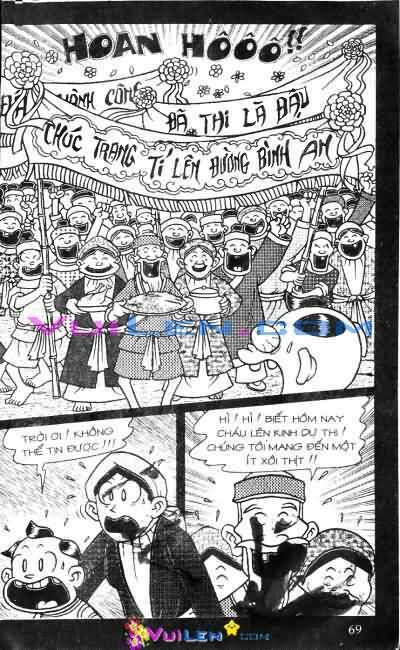 HOAN HÔÔÔ!!
THÀNH CÔNG
ĐÃ THI LÀ ĐẬU
CHÚC TRẠNG TÍ LÊN ĐƯỜNG BÌNH AN
VUILEN.COM
TRỜI ƠI! KHÔNG
THỂ TIN ĐƯỢC!!!
HÌ! HÌ! BIẾT HÔM NAY
CHÁU LÊN KINH DỰ THI!
CHÚNG TÔI MANG ĐẾN MỘT
ÍT XÔI THỊT!!
69
VUILEN.COM